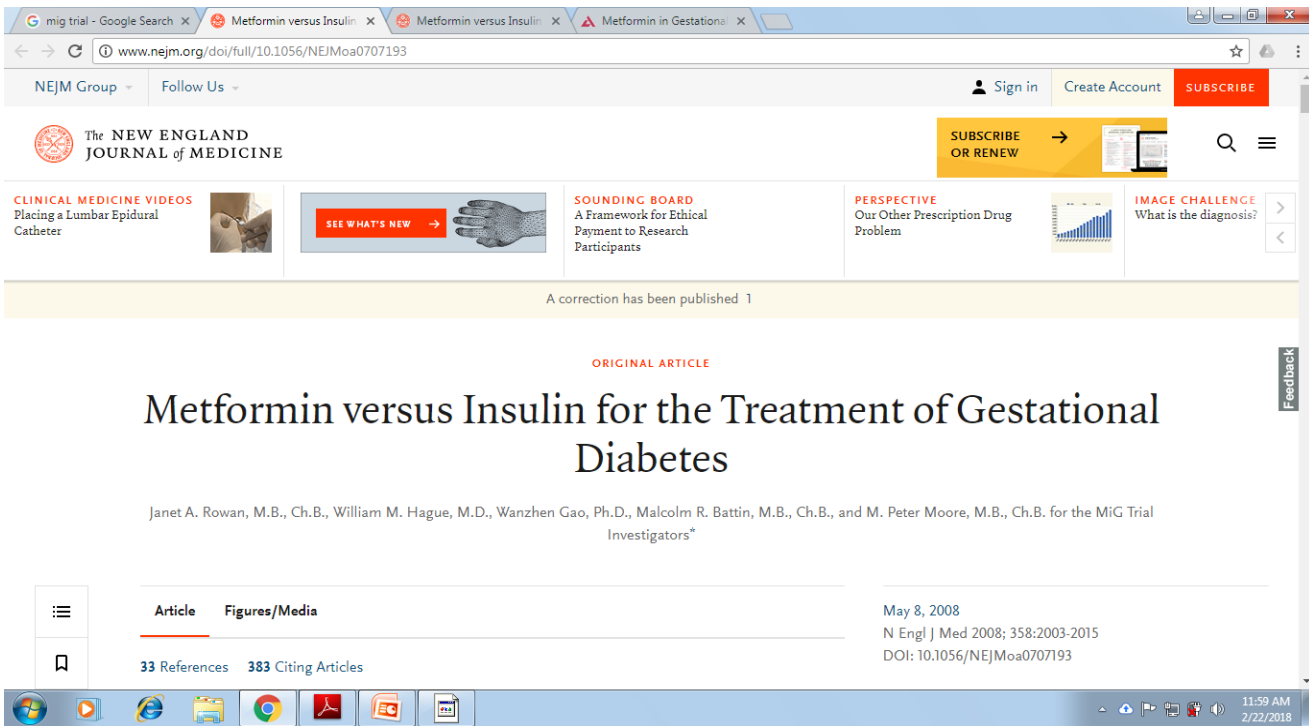 mig trial - Google Search
Metformin versus Insulin
Metformin versus Insulin
Metformin in Gestational
www.nejm.org/doi/full/10.1056/NEJMoa0707193
NEJM Group
Follow Us
Sign in
Create Account
SUBSCRIBE
The NEW ENGLAND
JOURNAL of MEDICINE
SUBSCRIBE
OR RENEW
CLINICAL MEDICINE VIDEOS
Placing a Lumbar Epidural
Catheter
SEE WHAT'S NEW
SOUNDING BOARD
A Framework for Ethical
Payment to Research
Participants
PERSPECTIVE
Our Other Prescription Drug
Problem
IMAGE CHALLENGE
What is the diagnosis?
A correction has been published 1
Feedback
ORIGINAL ARTICLE
Metformin versus Insulin for the Treatment of Gestational
Diabetes
Janet A. Rowan, M.B., Ch.B., William M. Hague, M.D., Wanzhen Gao, Ph.D., Malcolm R. Battin, M.B., Ch.B., and M. Peter Moore, M.B., Ch.B. for the MiG Trial
Investigators*
Article Figures/Media
33 References 383 Citing Articles
May 8, 2008
N Engl J Med 2008; 358:2003-2015
DOI: 10.1056/NEJMoa0707193
11:59 AM
2/22/2018